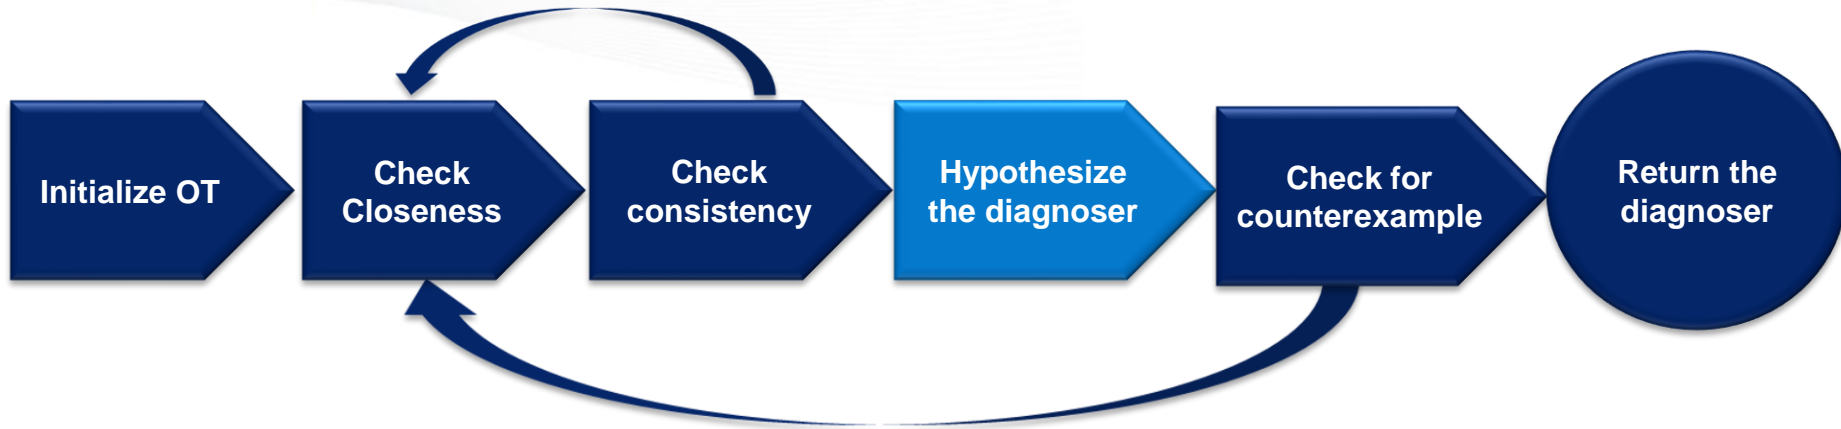 Initialize OT
Check
Closeness
Check
consistency
Hypothesize
the diagnoser
Check for
counterexample
Return the
diagnoser